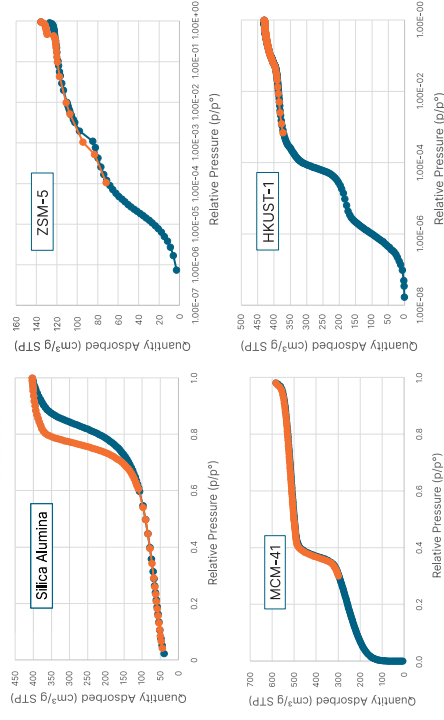 Silica Alumina
Quantity Adsorbed (cm³/g STP)
450
400
350
300
250
200
150
100
50
0
0 0.2 0.4 0.6 0.8 1.0
Relative Pressure (p/p°)
ZSM-5
Quantity Adsorbed (cm³/g STP)
160
140
120
100
80
60
40
20
0
1.00E-07 1.00E-06 1.00E-05 1.00E-04 1.00E-03 1.00E-02 1.00E-01 1.00E+00
Relative Pressure (p/p°)
MCM-41
Quantity Adsorbed (cm³/g STP)
700
600
500
400
300
200
100
0
0.0 0.2 0.4 0.6 0.8 1.0
Relative Pressure (p/p°)
HKUST-1
Quantity Adsorbed (cm³/g STP)
500
450
400
350
300
250
200
150
100
50
0
1.00E-08 1.00E-06 1.00E-04 1.00E-02 1.00E+00
Relative Pressure (p/p°)